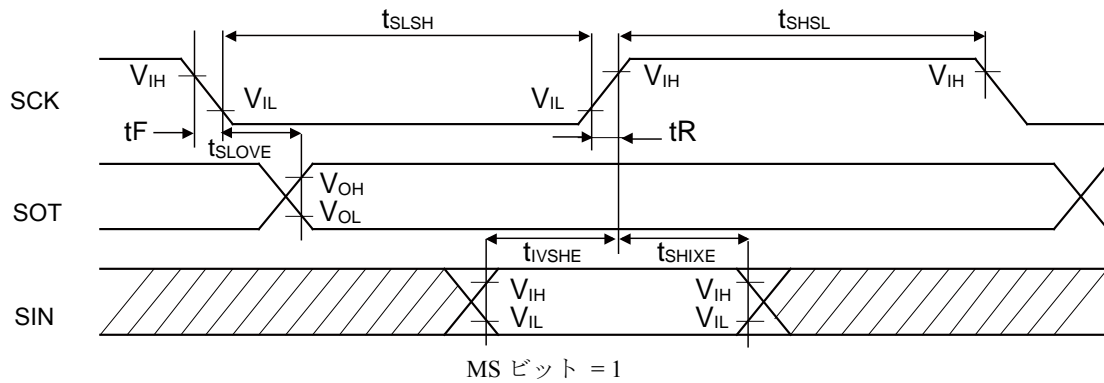 tSLSH tSHSL
VIH VIH VIH
SCK VIL VIL
tF tSLOVE tR
VOH
SOT VOL
tIVSHE tSHIXE
VIH VIH
SIN VIL VIL
MS ビット = 1